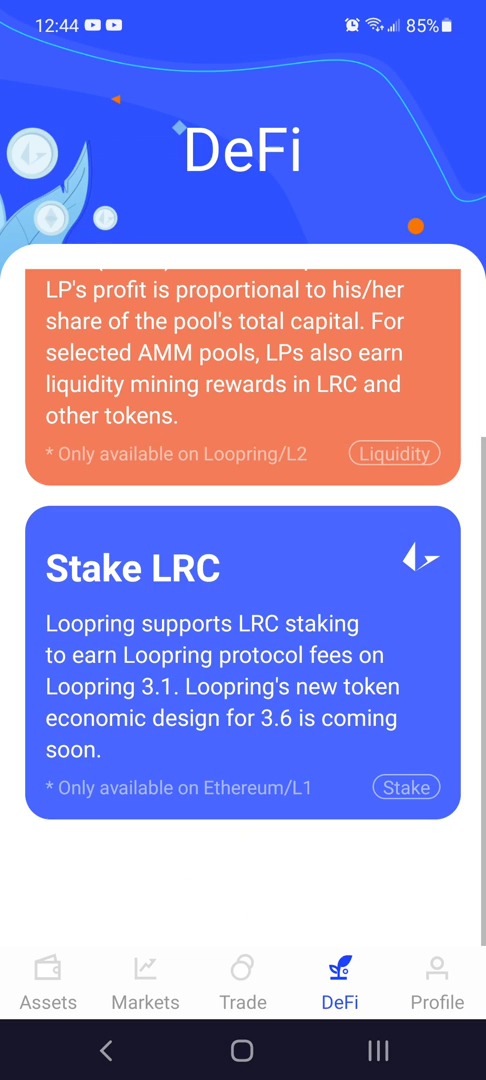 12:44
85%
DeFi
LP's profit is proportional to his/her
share of the pool's total capital. For
selected AMM pools, LPs also earn
liquidity mining rewards in LRC and
other tokens.
* Only available on Loopring/L2
Liquidity
Stake LRC
Loopring supports LRC staking
to earn Loopring protocol fees on
Loopring 3.1. Loopring's new token
economic design for 3.6 is coming
soon.
* Only available on Ethereum/L1
Stake
Assets
Markets
Trade
DeFi
Profile